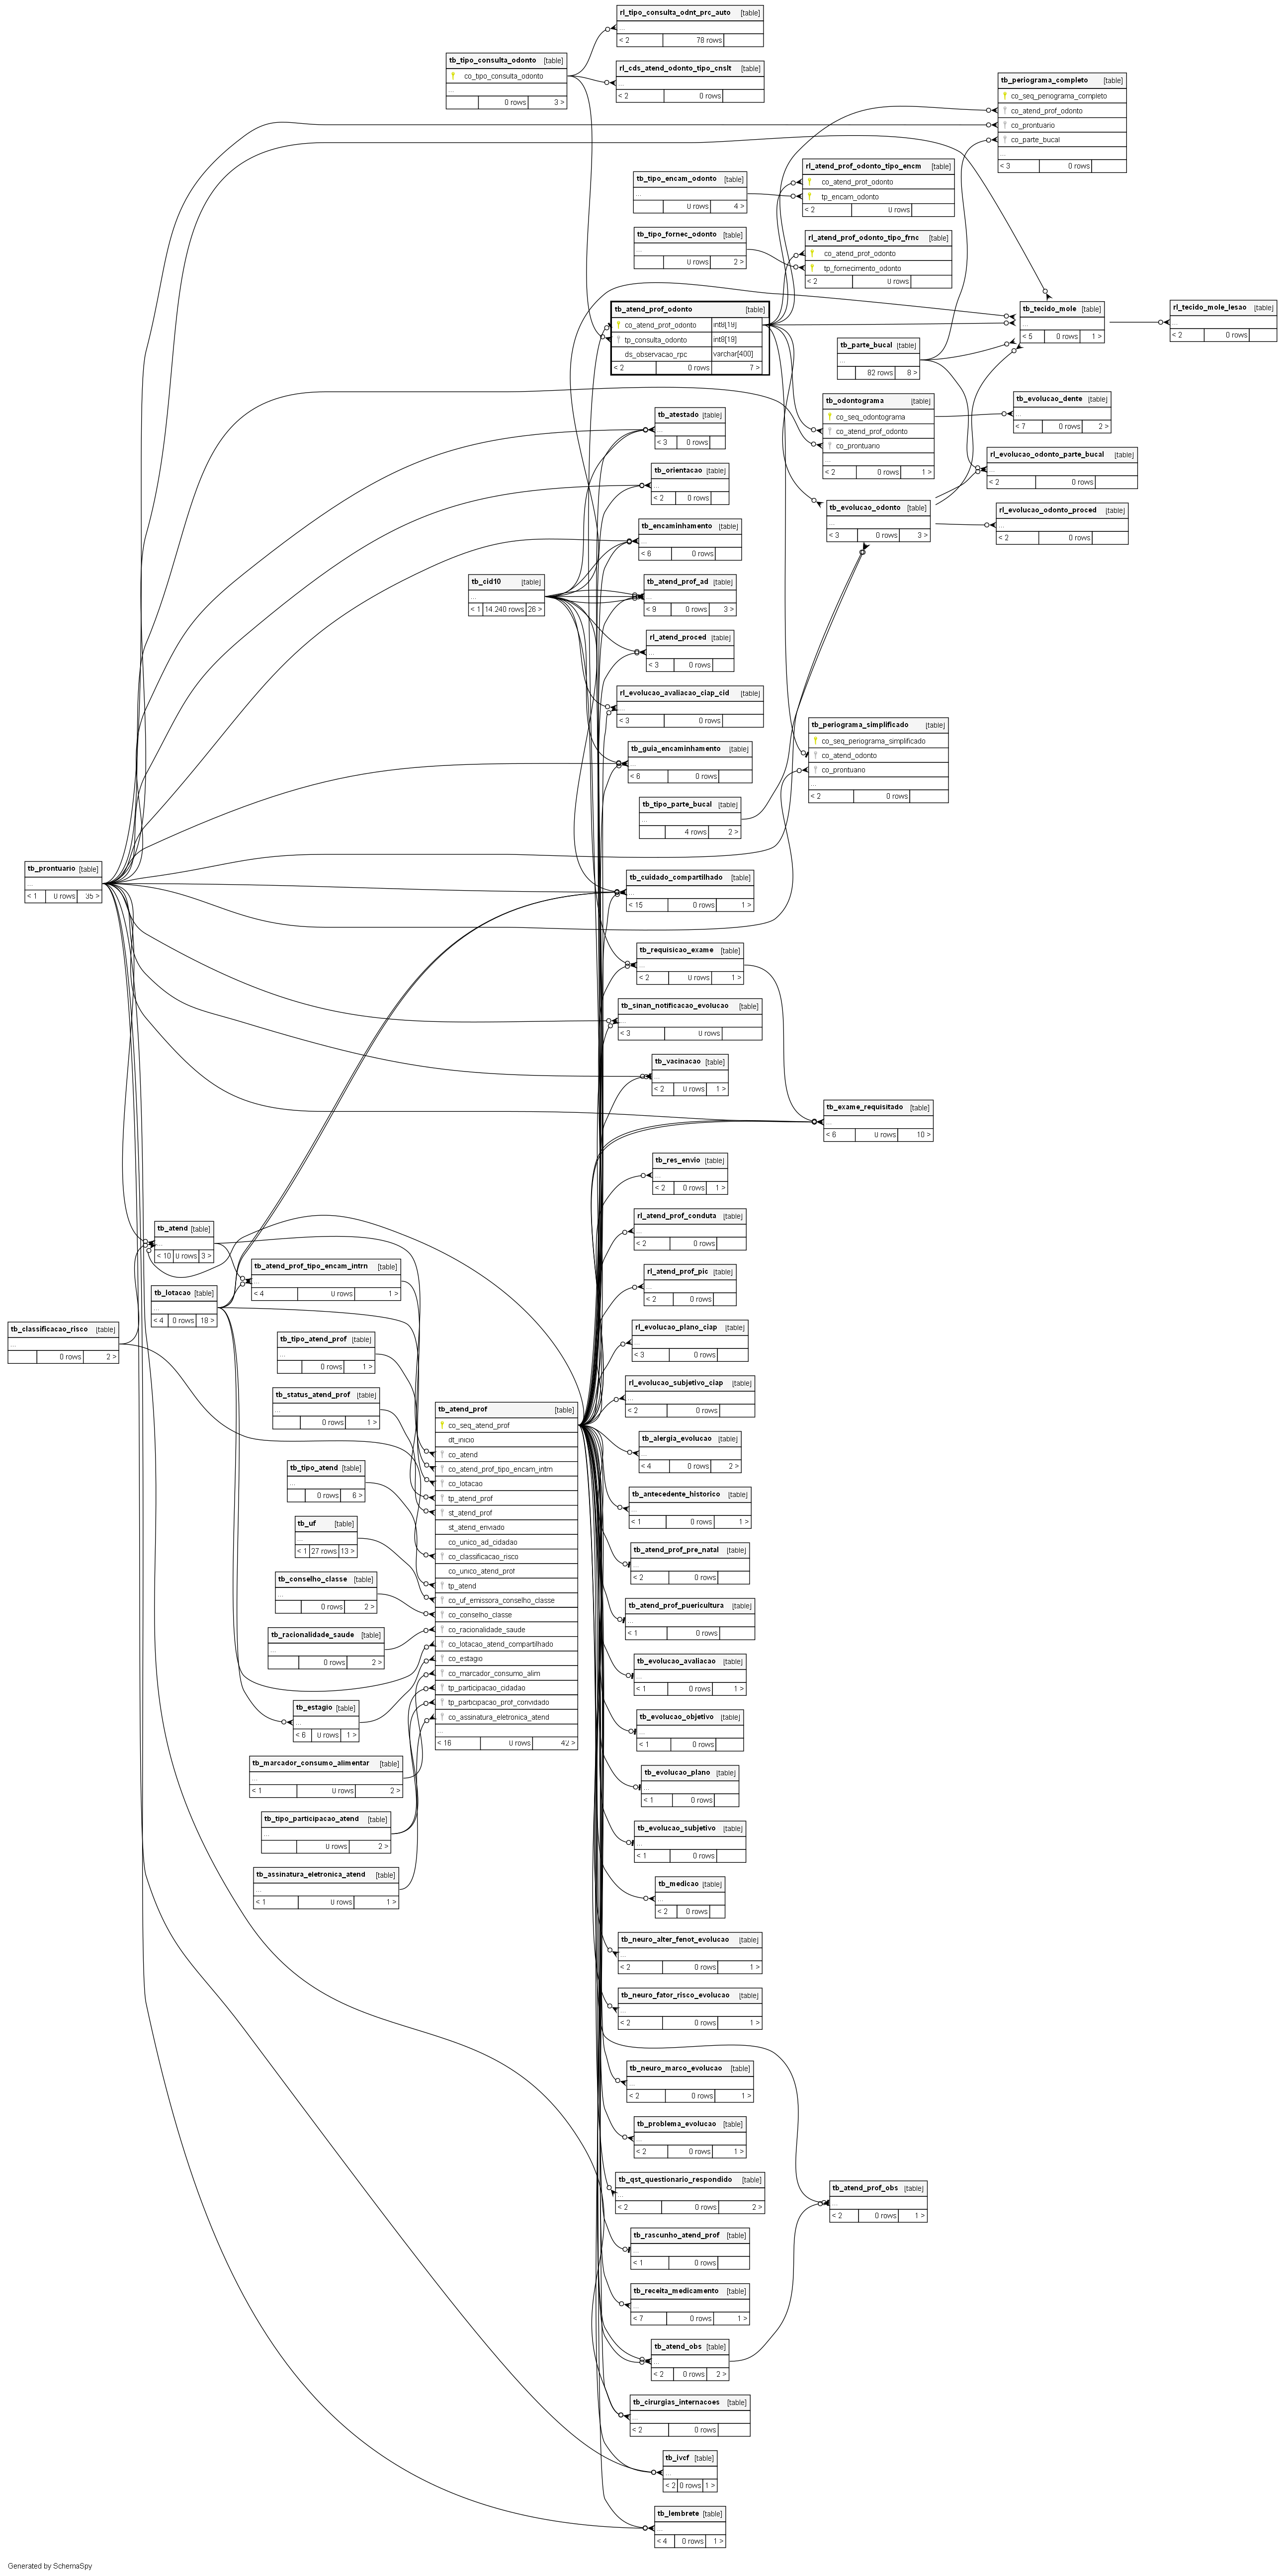 rl_tipo_consulta_odnt_prc_auto [table]
...
< 2 78 rows
tb_tipo_consulta_odonto [table]
co_tipo_consulta_odonto
...
0 rows 3 >
rl_cds_atend_odonto_tipo_cnslt [table]
...
< 2 0 rows
tb_periograma_completo [table]
co_seq_periograma_completo
co_atend_prof_odonto
co_prontuario
co_parte_bucal
...
< 3 0 rows
rl_atend_prof_odonto_tipo_encm [table]
co_atend_prof_odonto
tp_encam_odonto
< 2 0 rows
tb_tipo_encam_odonto [table]
...
0 rows 4 >
tb_tipo_fornec_odonto [table]
...
0 rows 2 >
rl_atend_prof_odonto_tipo_frnc [table]
co_atend_prof_odonto
tp_fornecimento_odonto
< 2 0 rows
tb_atend_prof_odonto [table]
co_atend_prof_odonto int8[19]
tp_consulta_odonto int8[19]
ds_observacao_rpc varchar[400]
< 2 0 rows 7 >
tb_tecido_mole [table]
...
< 5 0 rows 1 >
rl_tecido_mole_lesao [table]
...
< 2 0 rows
tb_parte_bucal [table]
...
82 rows 8 >
tb_odontograma [table]
co_seq_odontograma
co_atend_prof_odonto
co_prontuario
...
< 2 0 rows 1 >
tb_evolucao_dente [table]
...
< 7 0 rows 2 >
tb_atestado [table]
...
< 3 0 rows
rl_evolucao_odonto_parte_bucal [table]
...
< 2 0 rows
tb_orientacao [table]
...
< 2 0 rows
tb_evolucao_odonto [table]
...
< 3 0 rows 3 >
rl_evolucao_odonto_proced [table]
...
< 2 0 rows
tb_encaminhamento [table]
...
< 6 0 rows
tb_cid10 [table]
...
< 1 14.240 rows 26 >
tb_atend_prof_ad [table]
...
< 9 0 rows 3 >
rl_atend_proced [table]
...
< 3 0 rows
rl_evolucao_avaliacao_ciap_cid [table]
...
< 3 0 rows
tb_periograma_simplificado [table]
co_seq_periograma_simplificado
co_atend_odonto
co_prontuario
...
< 2 0 rows
tb_guia_encaminhamento [table]
...
< 6 0 rows
tb_tipo_parte_bucal [table]
...
4 rows 2 >
tb_prontuario [table]
...
< 1 0 rows 35 >
tb_cuidado_compartilhado [table]
...
< 15 0 rows 1 >
tb_requisicao_exame [table]
...
< 2 0 rows 1 >
tb_sinan_notificacao_evolucao [table]
...
< 3 0 rows
tb_vacinacao [table]
...
< 2 0 rows 1 >
tb_exame_requisitado [table]
...
< 6 0 rows 10 >
tb_res_envio [table]
...
< 2 0 rows 1 >
rl_atend_prof_conduta [table]
...
< 2 0 rows
tb_atend [table]
...
< 10 0 rows 3 >
tb_atend_prof_tipo_encam_intrn [table]
...
< 4 0 rows 1 >
rl_atend_prof_pic [table]
...
< 2 0 rows
tb_lotacao [table]
...
< 4 0 rows 18 >
tb_classificacao_risco [table]
...
0 rows 2 >
rl_evolucao_plano_ciap [table]
...
< 3 0 rows
tb_tipo_atend_prof [table]
...
0 rows 1 >
rl_evolucao_subjetivo_ciap [table]
...
< 2 0 rows
tb_status_atend_prof [table]
...
0 rows 1 >
tb_atend_prof [table]
co_seq_atend_prof
dt_inicio
co_atend
co_atend_prof_tipo_encam_intrn
co_lotacao
tp_atend_prof
st_atend_prof
st_atend_enviado
co_unico_ad_cidadao
co_classificacao_risco
co_unico_atend_prof
tp_atend
co_uf_emissora_conselho_classe
co_conselho_classe
co_racionalidade_saude
co_lotacao_atend_compartilhado
co_estagio
co_marcador_consumo_alim
tp_participacao_cidadao
tp_participacao_prof_convidado
co_assinatura_eletronica_atend
...
< 16 0 rows 42 >
tb_alergia_evolucao [table]
...
< 4 0 rows 2 >
tb_tipo_atend [table]
...
0 rows 6 >
tb_antecedente_historico [table]
...
< 1 0 rows 1 >
tb_uf [table]
...
< 1 27 rows 13 >
tb_atend_prof_pre_natal [table]
...
< 2 0 rows
tb_conselho_classe [table]
...
0 rows 2 >
tb_atend_prof_puericultura [table]
...
< 1 0 rows
tb_racionalidade_saude [table]
...
0 rows 2 >
tb_evolucao_avaliacao [table]
...
< 1 0 rows 1 >
tb_estagio [table]
...
< 6 0 rows 1 >
tb_evolucao_objetivo [table]
...
< 1 0 rows
tb_marcador_consumo_alimentar [table]
...
< 1 0 rows 2 >
tb_evolucao_plano [table]
...
< 1 0 rows
tb_tipo_participacao_atend [table]
...
0 rows 2 >
tb_evolucao_subjetivo [table]
...
< 1 0 rows
tb_assinatura_eletronica_atend [table]
...
< 1 0 rows 1 >
tb_medicao [table]
...
< 2 0 rows
tb_neuro_alter_fenot_evolucao [table]
...
< 2 0 rows 1 >
tb_neuro_fator_risco_evolucao [table]
...
< 2 0 rows 1 >
tb_neuro_marco_evolucao [table]
...
< 2 0 rows 1 >
tb_problema_evolucao [table]
...
< 2 0 rows 1 >
tb_qst_questionario_respondido [table]
...
< 2 0 rows 2 >
tb_atend_prof_obs [table]
...
< 2 0 rows 1 >
tb_rascunho_atend_prof [table]
...
< 1 0 rows
tb_receita_medicamento [table]
...
< 7 0 rows 1 >
tb_atend_obs [table]
...
< 2 0 rows 2 >
tb_cirurgias_internacoes [table]
...
< 2 0 rows
tb_ivcf [table]
...
< 2 0 rows 1 >
tb_lembrete [table]
...
< 4 0 rows 1 >
Generated by SchemaSpy